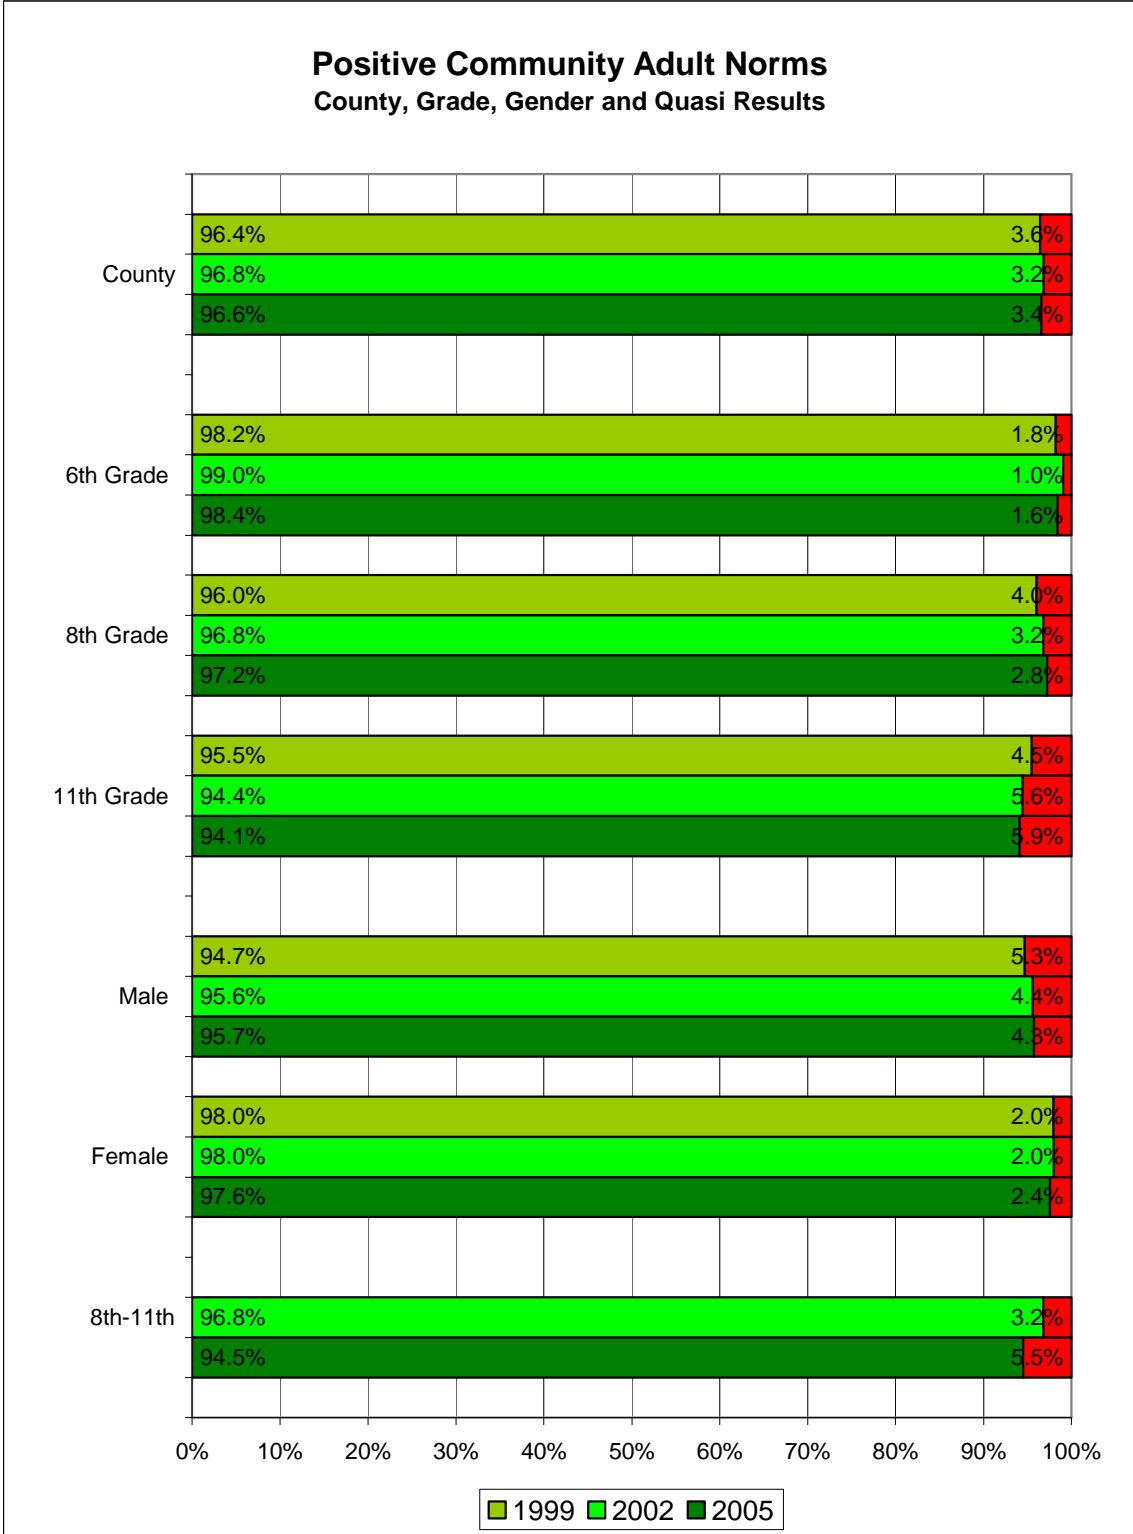 Positive Community Adult Norms
County, Grade, Gender and Quasi Results
96.4% 3.6%
County 96.8% 3.2%
96.6% 3.4%
98.2% 1.8%
6th Grade 99.0% 1.0%
98.4% 1.6%
96.0% 4.0%
8th Grade 96.8% 3.2%
97.2% 2.8%
95.5% 4.5%
11th Grade 94.4% 5.6%
94.1% 5.9%
94.7% 5.3%
Male 95.6% 4.4%
95.7% 4.3%
98.0% 2.0%
Female 98.0% 2.0%
97.6% 2.4%
8th-11th 96.8% 3.2%
94.5% 5.5%
0% 10% 20% 30% 40% 50% 60% 70% 80% 90% 100%
1999 2002 2005